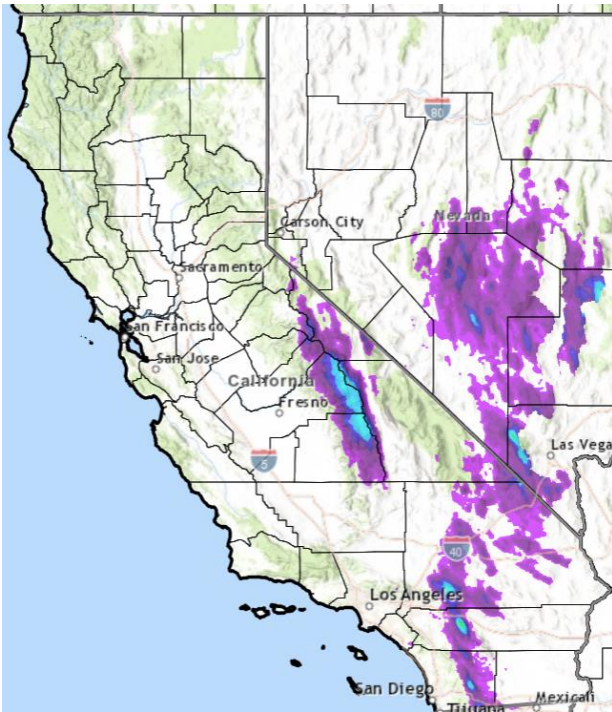 80
Nevada
Carson City
Sacramento
San Francisco
San Jose
California
Fresno
5
Las Vega
40
Los Angeles
San Diego
Mexicali
Tijuana